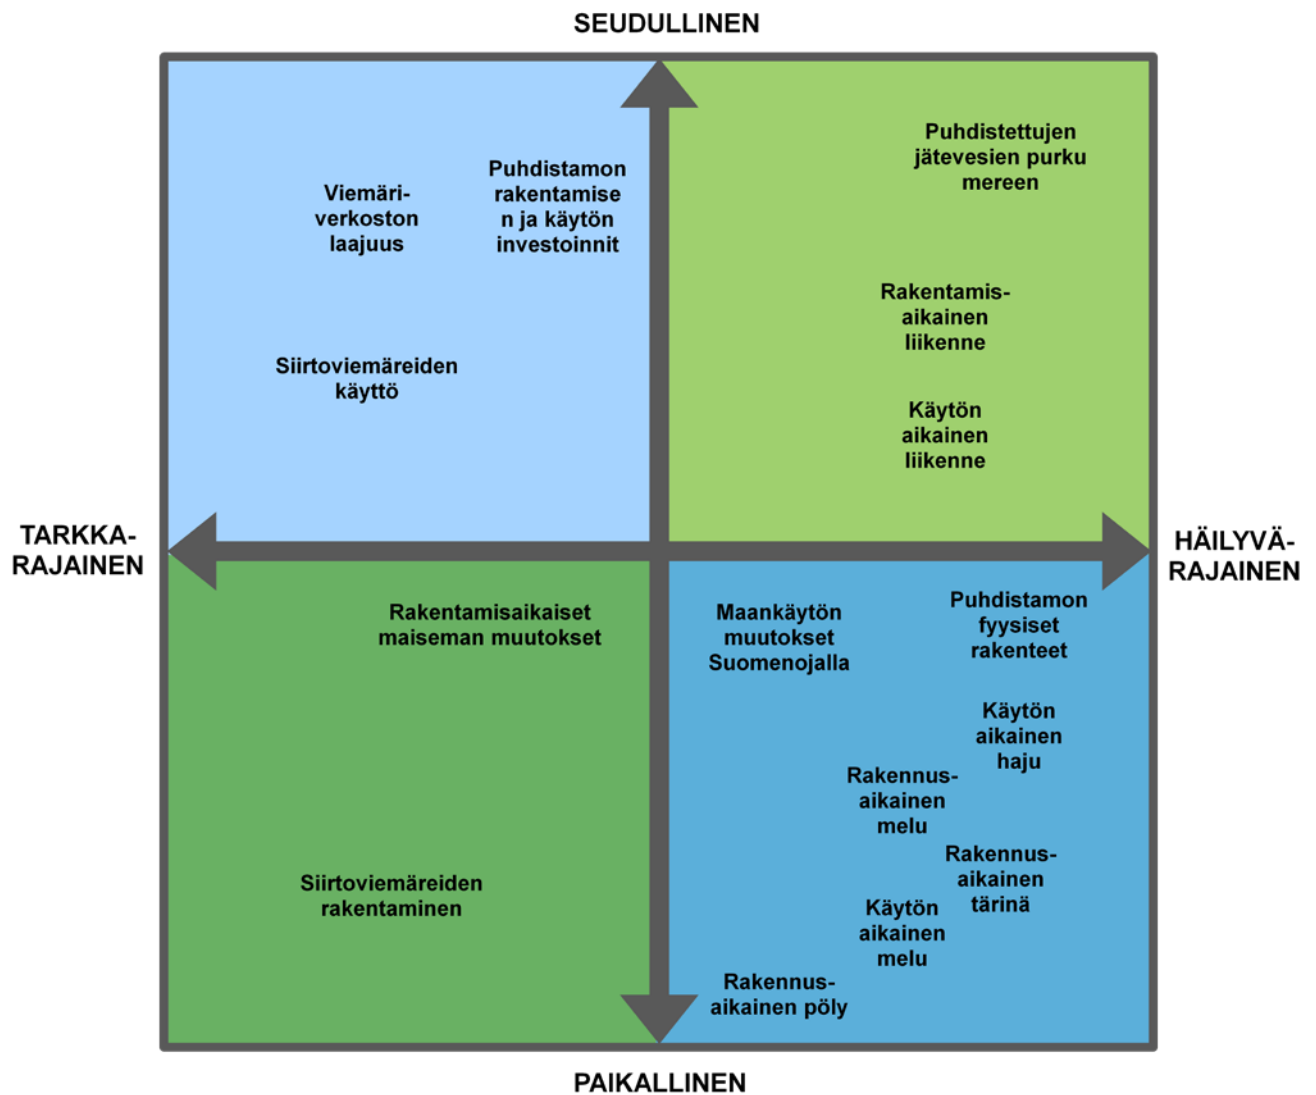 SEUDULLINEN
Puhdistettujen
jätevesien purku
mereen
Puhdistamon
rakentamise
n ja käytön
investoinnit
Viemäri-
verkoston
laajuus
Rakentamis-
aikainen
liikenne
Siirtoviemäreiden
käyttö
Käytön
aikainen
liikenne
TARKKA-
RAJAINEN
HÄILYVÄ-
RAJAINEN
Rakentamisaikaiset
maiseman muutokset
Maankäytön
muutokset
Suomenojalla
Puhdistamon
fyysiset
rakenteet
Käytön
aikainen
haju
Rakennus-
aikainen
melu
Rakennus-
aikainen
tärinä
Siirtoviemäreiden
rakentaminen
Käytön
aikainen
melu
Rakennus-
aikainen pöly
PAIKALLINEN